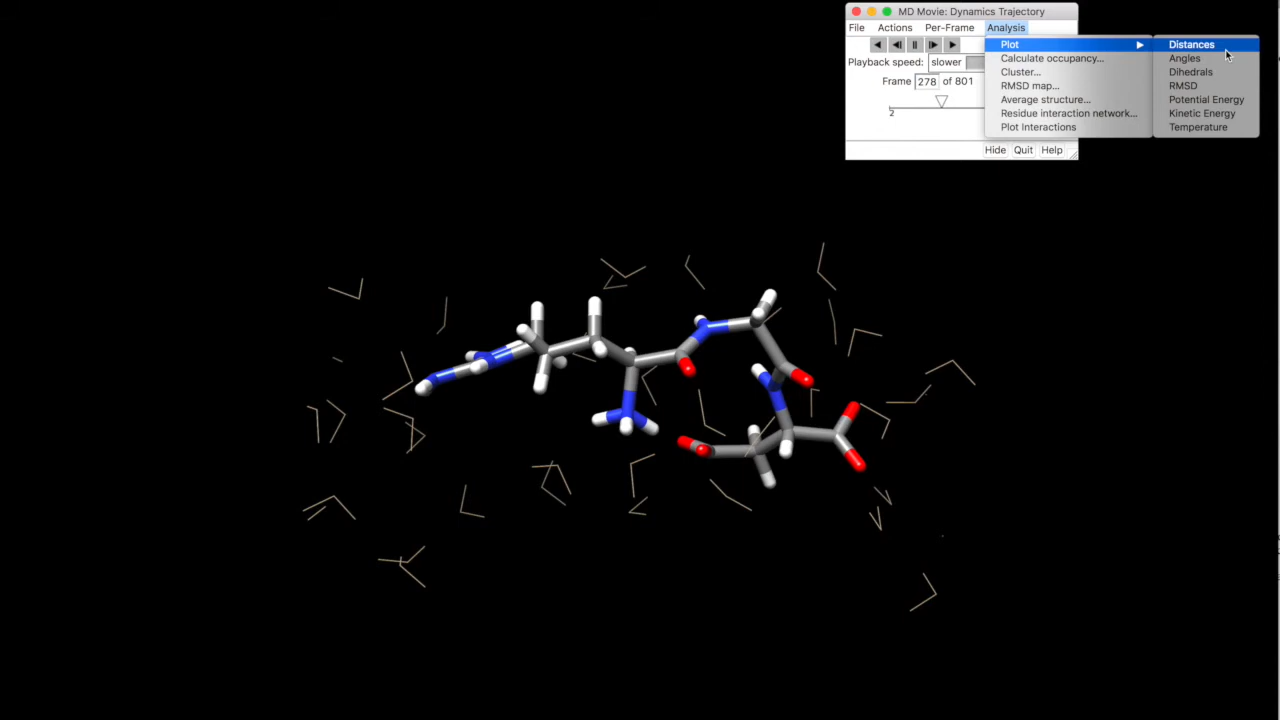 MD Movie: Dynamics Trajectory
File Actions Per-Frame Analysis
Plot
Distances
Calculate occupancy...
Angles
Cluster...
Dihedrals
RMSD map...
RMSD
Average structure...
Potential Energy
Residue interaction network...
Kinetic Energy
Plot Interactions
Temperature
Playback speed: slower
Frame 278 of 801
2
Hide Quit Help